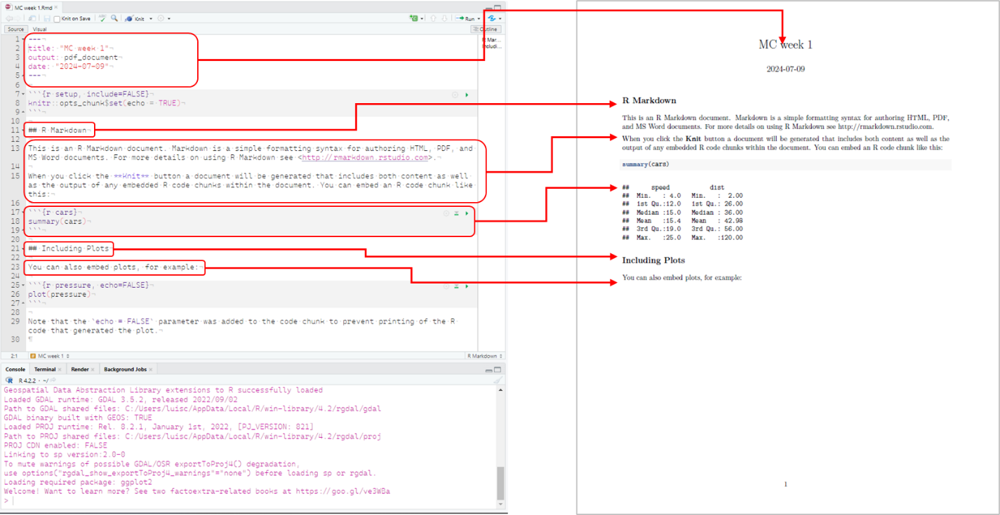 MC week 1.Rmd
Knit on Save
ABC
Knit
Run
Source
Visual
Outline
R Mar...
Includi...
1 ---
2 title: "MC week 1"
3 output: pdf_document
4 date: "2024-07-09"
5 ---
6
7 ```{r setup, include=FALSE}
8 knitr::opts_chunk$set(echo = TRUE)
9 ```
10
11 ## R Markdown
12
13 This is an R Markdown document. Markdown is a simple formatting syntax for authoring HTML, PDF, and
MS Word documents. For more details on using R Markdown see <http://rmarkdown.rstudio.com>.
14
15 When you click the **Knit** button a document will be generated that includes both content as well
as the output of any embedded R code chunks within the document. You can embed an R code chunk like
this:
16
17 ```{r cars}
18 summary(cars)
19 ```
20
21 ## Including Plots
22
23 You can also embed plots, for example:
24
25 ```{r pressure, echo=FALSE}
26 plot(pressure)
27 ```
28
29 Note that the `echo = FALSE` parameter was added to the code chunk to prevent printing of the R
code that generated the plot.
30
2:1 # MC week 1
R Markdown
Console Terminal Render Background Jobs
R R 4.2.2 · ~/
Geospatial Data Abstraction Library extensions to R successfully loaded
Loaded GDAL runtime: GDAL 3.5.2, released 2022/09/02
Path to GDAL shared files: C:/Users/luisc/AppData/Local/R/win-library/4.2/rgdal/gdal
GDAL binary built with GEOS: TRUE
Loaded PROJ runtime: Rel. 8.2.1, January 1st, 2022, [PJ_VERSION: 821]
Path to PROJ shared files: C:/Users/luisc/AppData/Local/R/win-library/4.2/rgdal/proj
PROJ CDN enabled: FALSE
Linking to sp version:2.0-0
To mute warnings of possible GDAL/OSR exportToProj4() degradation,
use options("rgdal_show_exportToProj4_warnings"="none") before loading sp or rgdal.
Loading required package: ggplot2
Welcome! Want to learn more? See two factoextra-related books at https://goo.gl/ve3WBa
>
MC week 1
2024-07-09
R Markdown
This is an R Markdown document. Markdown is a simple formatting syntax for authoring HTML, PDF,
and MS Word documents. For more details on using R Markdown see http://rmarkdown.rstudio.com.
When you click the Knit button a document will be generated that includes both content as well as the
output of any embedded R code chunks within the document. You can embed an R code chunk like this:
summary(cars)
## speed dist
## Min. : 4.0 Min. : 2.00
## 1st Qu.:12.0 1st Qu.: 26.00
## Median :15.0 Median : 36.00
## Mean :15.4 Mean : 42.98
## 3rd Qu.:19.0 3rd Qu.: 56.00
## Max. :25.0 Max. :120.00
Including Plots
You can also embed plots, for example:
1